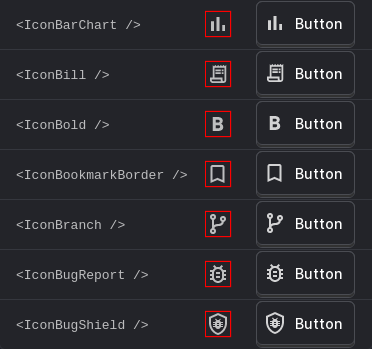 <IconBarChart /> Button
<IconBill /> Button
<IconBold /> B B Button
<IconBookmarkBorder /> Button
<IconBranch /> Button
<IconBugReport /> Button
<IconBugShield /> Button